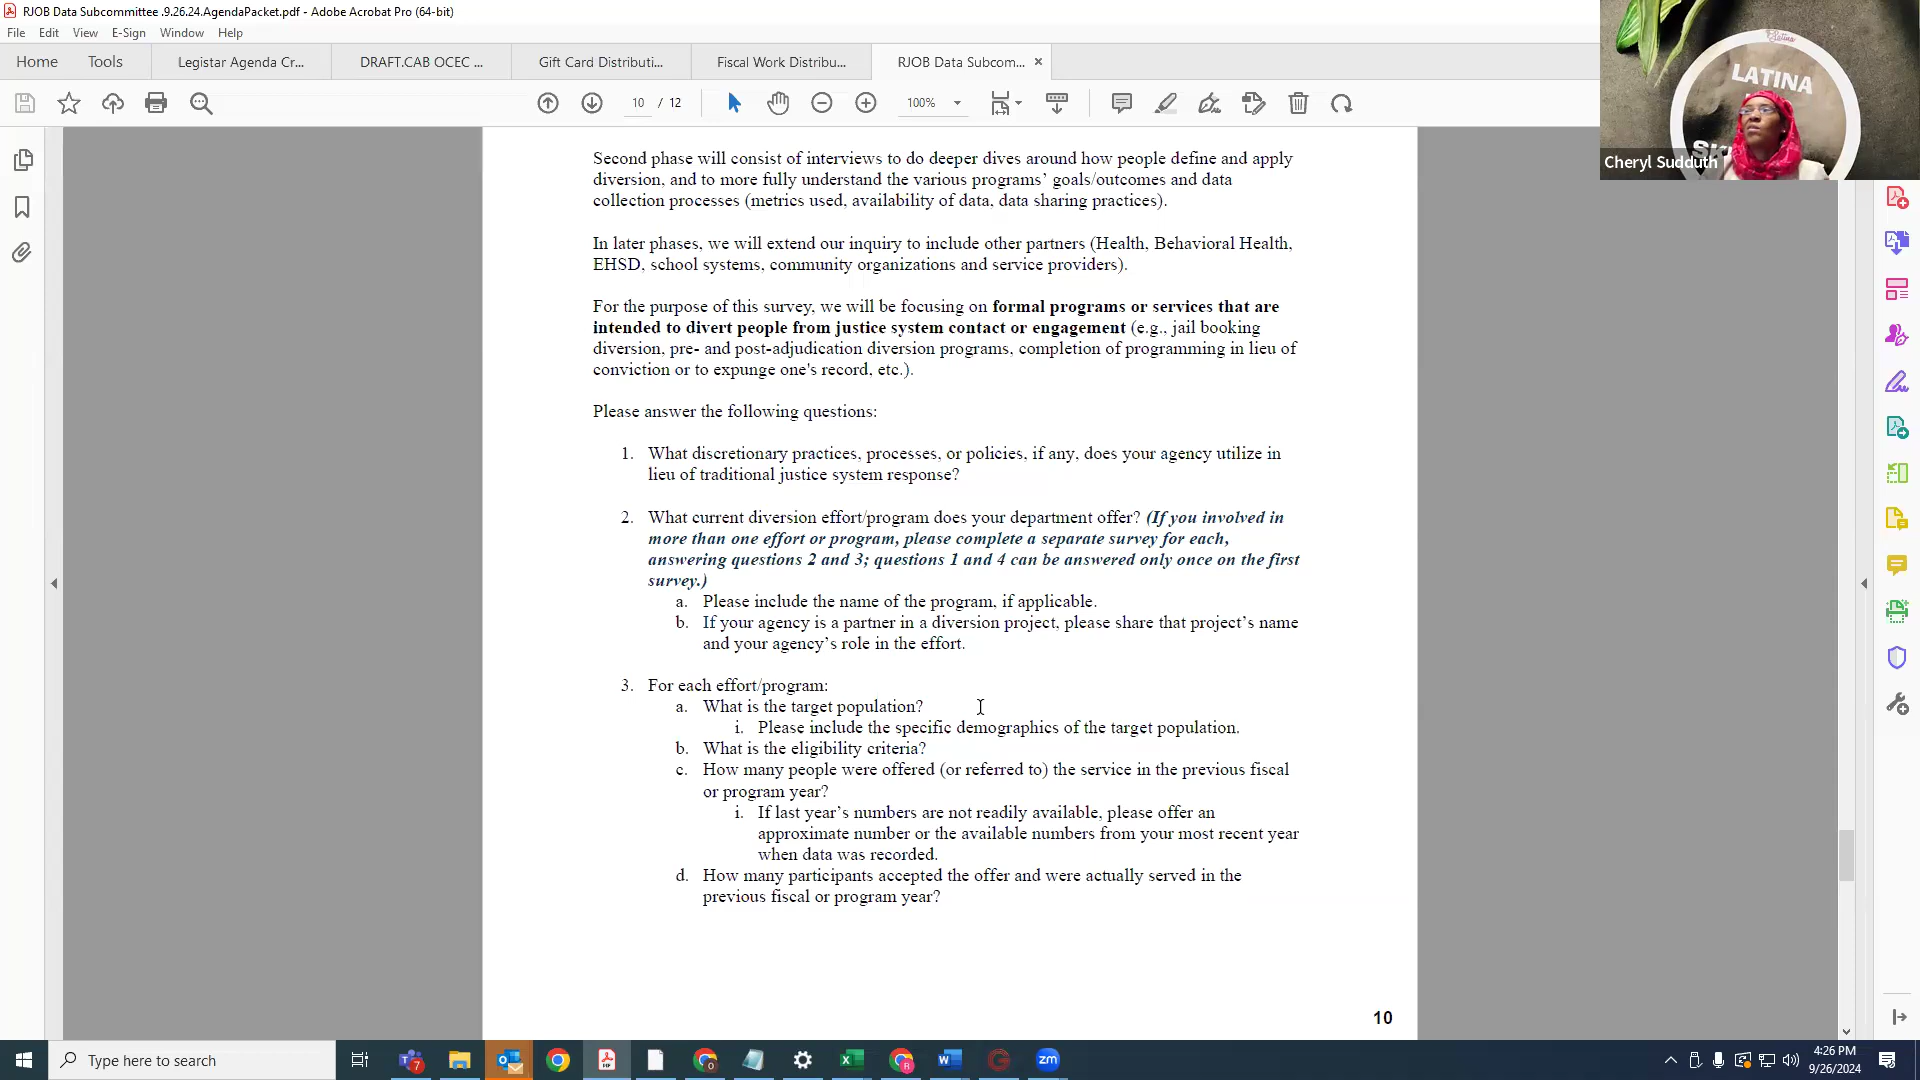 RJOB Data Subcommittee .9.26.24.AgendaPacket.pdf - Adobe Acrobat Pro (64-bit)
File Edit View E-Sign Window Help
Home Tools Legistar Agenda Cr... DRAFT.CAB OCEC ... Gift Card Distributi... Fiscal Work Distribu... RJOB Data Subcom... ×
10 / 12 100%
LATINA
Cheryl Sudduth
Second phase will consist of interviews to do deeper dives around how people define and apply
diversion, and to more fully understand the various programs’ goals/outcomes and data
collection processes (metrics used, availability of data, data sharing practices).
In later phases, we will extend our inquiry to include other partners (Health, Behavioral Health,
EHSD, school systems, community organizations and service providers).
For the purpose of this survey, we will be focusing on formal programs or services that are
intended to divert people from justice system contact or engagement (e.g., jail booking
diversion, pre- and post-adjudication diversion programs, completion of programming in lieu of
conviction or to expunge one's record, etc.).
Please answer the following questions:
1. What discretionary practices, processes, or policies, if any, does your agency utilize in
lieu of traditional justice system response?
2. What current diversion effort/program does your department offer? (If you involved in
more than one effort or program, please complete a separate survey for each,
answering questions 2 and 3; questions 1 and 4 can be answered only once on the first
survey.)
a. Please include the name of the program, if applicable.
b. If your agency is a partner in a diversion project, please share that project’s name
and your agency’s role in the effort.
3. For each effort/program:
a. What is the target population?
i. Please include the specific demographics of the target population.
b. What is the eligibility criteria?
c. How many people were offered (or referred to) the service in the previous fiscal
or program year?
i. If last year’s numbers are not readily available, please offer an
approximate number or the available numbers from your most recent year
when data was recorded.
d. How many participants accepted the offer and were actually served in the
previous fiscal or program year?
10
Type here to search
4:26 PM
9/26/2024